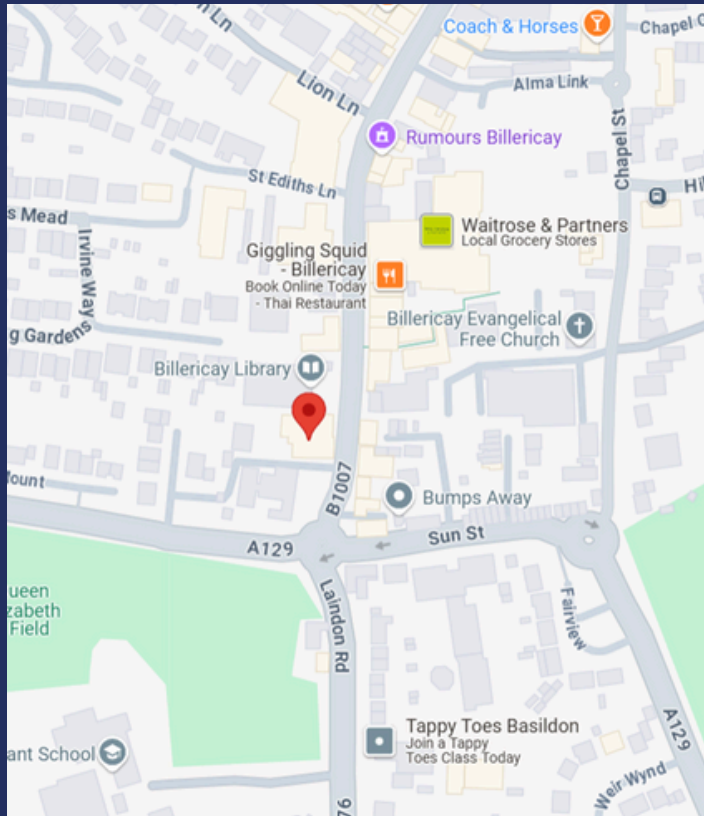 Coach & Horses
Chapel
Ln
Lion Ln
Alma Link
Rumours Billericay
Chapel St
St Ediths Ln
s Mead
Waitrose & Partners
Local Grocery Stores
Irvine Way
Giggling Squid
- Billericay
Book Online Today
- Thai Restaurant
g Gardens
Billericay Evangelical
Free Church
Billericay Library
ount
B1007
Bumps Away
Sun St
A129
ueen
zabeth
Field
Laindon Rd
Fairview
Tappy Toes Basildon
Join a Tappy
Toes Class Today
A129
ant School
Weir Wynd
76